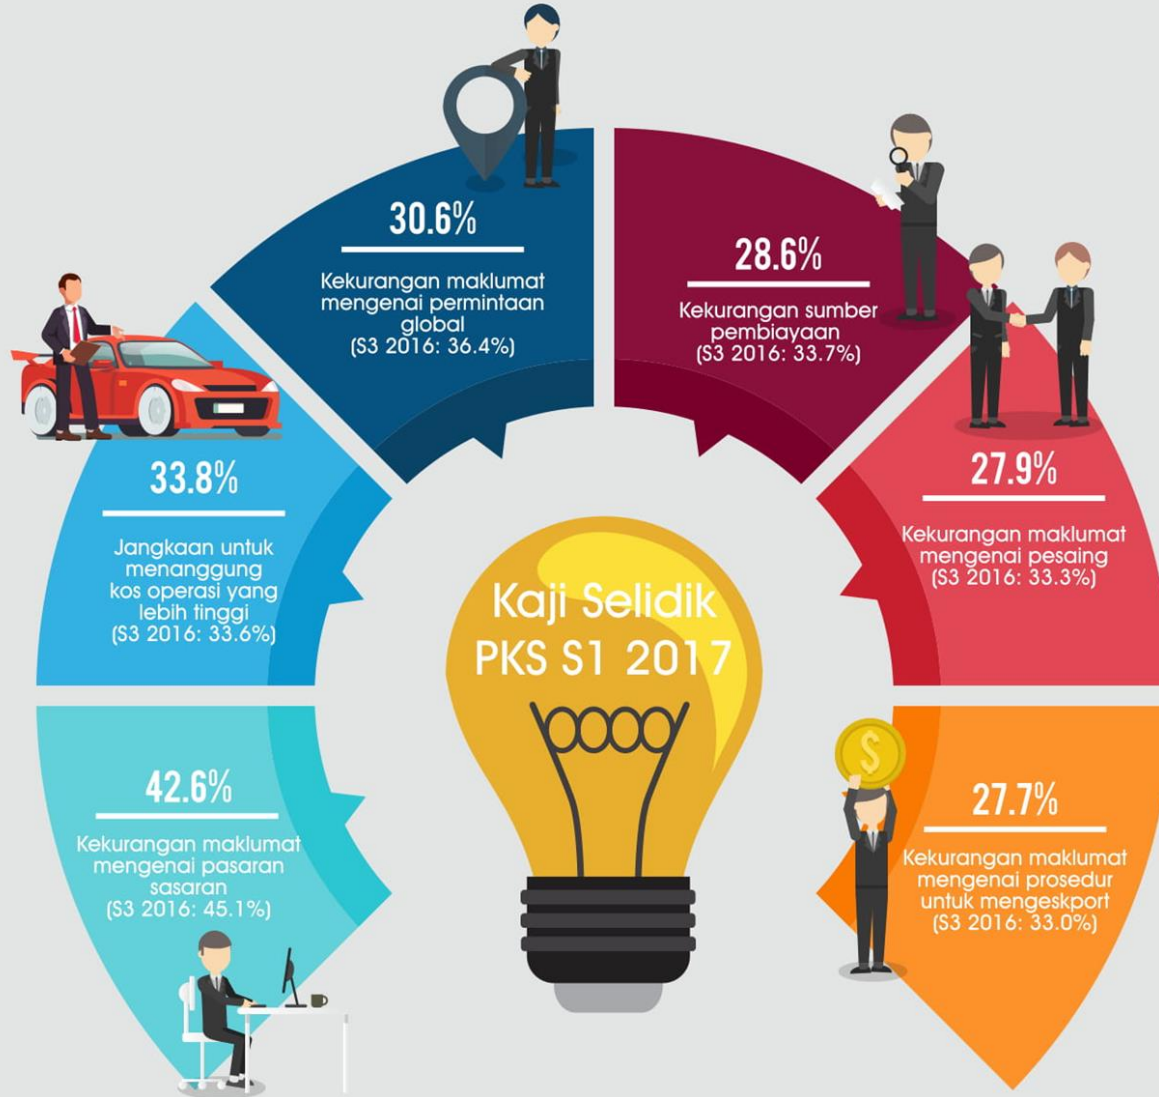 30.6%
Kekurangan maklumat
mengenai permintaan
global
(S3 2016: 36.4%)
28.6%
Kekurangan sumber
pembiayaan
(S3 2016: 33.7%)
33.8%
Jangkaan untuk
menanggung
kos operasi yang
lebih tinggi
(S3 2016: 33.6%)
27.9%
Kekurangan maklumat
mengenai pesaing
(S3 2016: 33.3%)
Kaji Selidik
PKS S1 2017
42.6%
Kekurangan maklumat
mengenai pasaran
sasaran
(S3 2016: 45.1%)
$
27.7%
Kekurangan maklumat
mengenai prosedur
untuk mengeskport
(S3 2016: 33.0%)